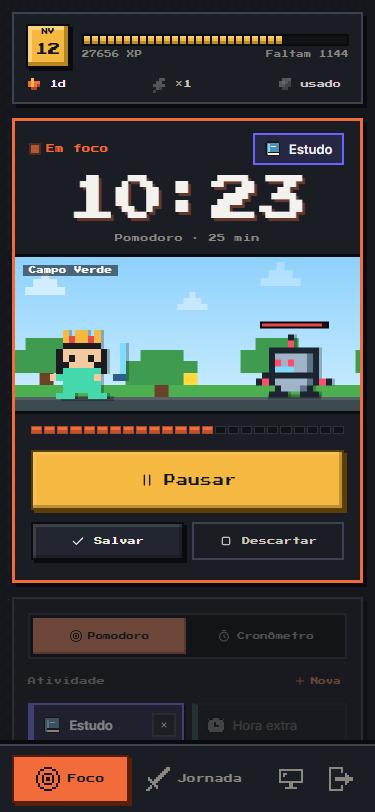 NV
12
27656 XP
Faltam 1144
1d
×1
usado
Em foco
Estudo
10:23
Pomodoro · 25 min
Campo Verde
Pausar
Salvar
Descartar
Pomodoro
Cronômetro
Atividade
+ Nova
Estudo
×
Hora extra
Foco
Jornada